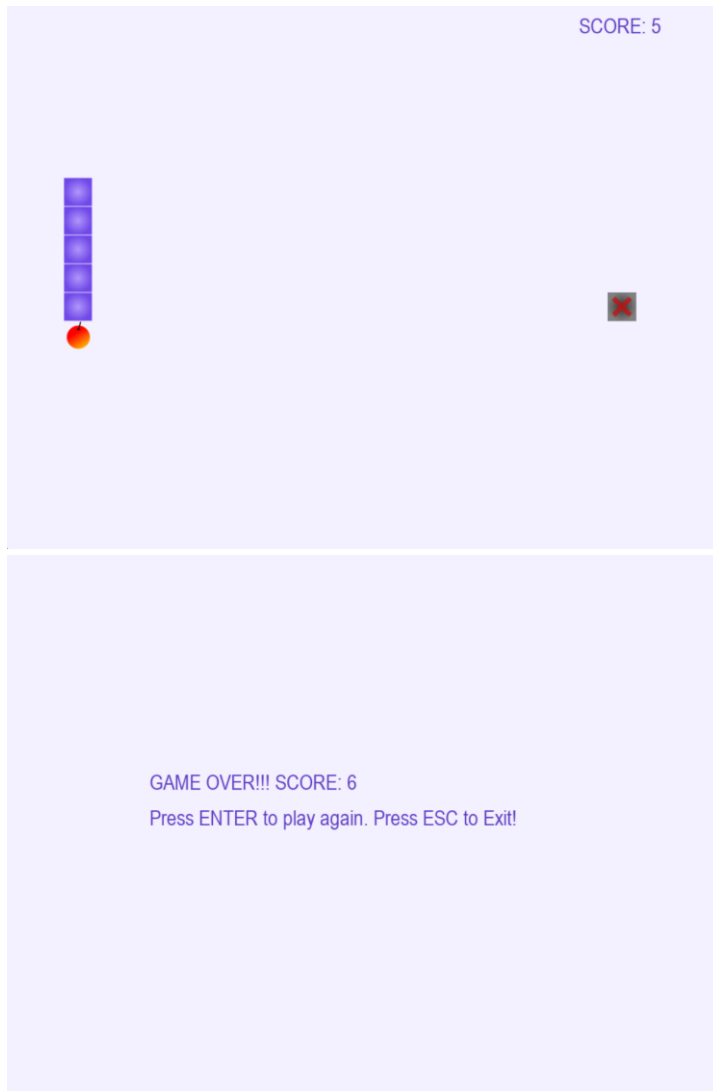 SCORE: 5
GAME OVER!!! SCORE: 6
Press ENTER to play again. Press ESC to Exit!